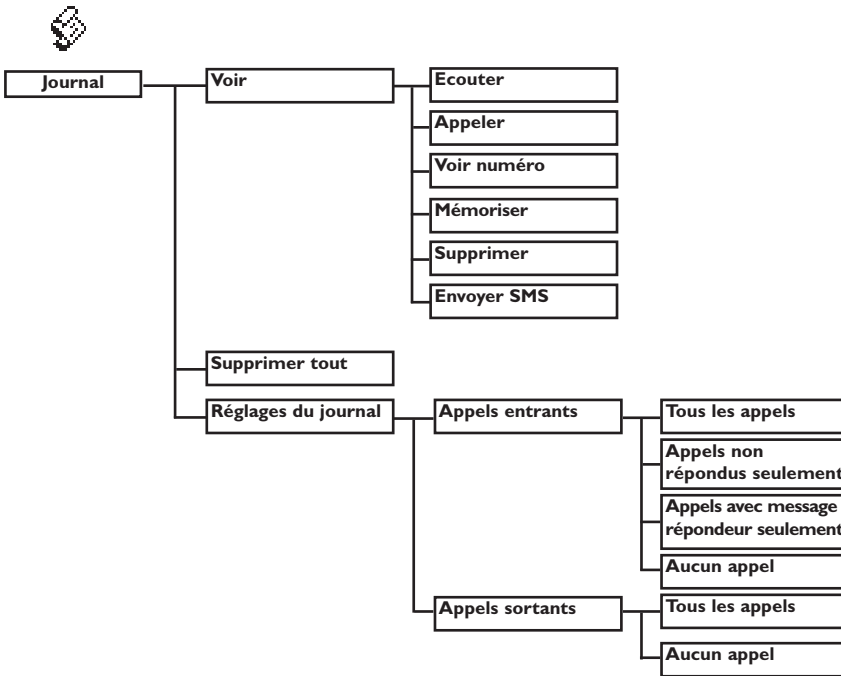 Journal
Voir
Ecouter
Appeler
Voir numéro
Mémoriser
Supprimer
Envoyer SMS
Supprimer tout
Réglages du journal
Appels entrants
Tous les appels
Appels non
répondus seulement
Appels avec message
répondeur seulement
Aucun appel
Appels sortants
Tous les appels
Aucun appel